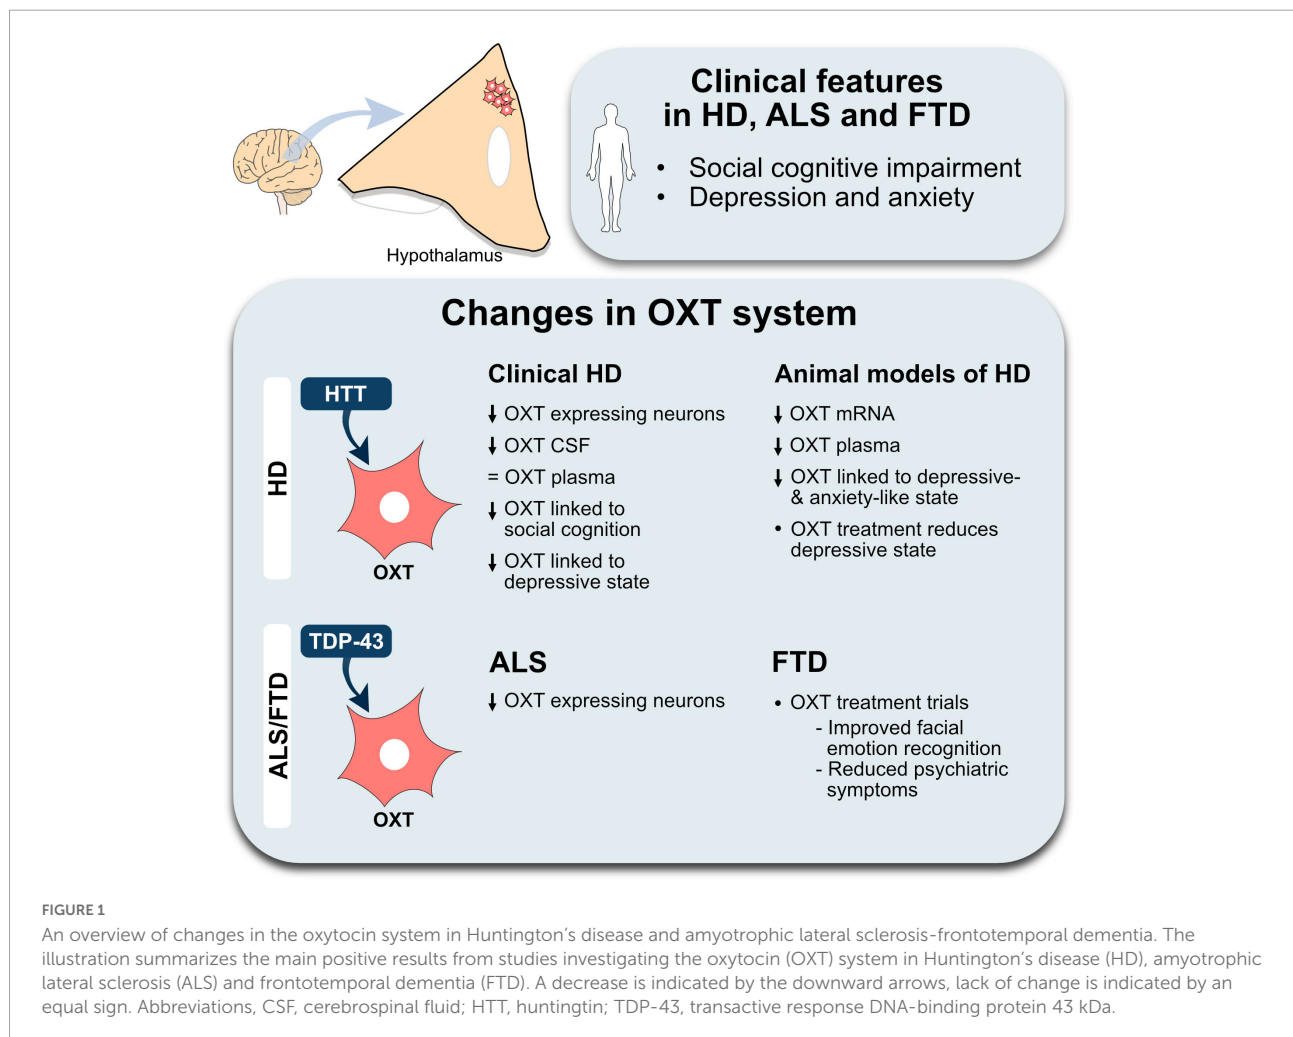 Hypothalamus
Clinical features
in HD, ALS and FTD
• Social cognitive impairment
• Depression and anxiety
Changes in OXT system
HD
HTT
OXT
Clinical HD
↓ OXT expressing neurons
↓ OXT CSF
= OXT plasma
↓ OXT linked to
social cognition
↓ OXT linked to
depressive state
Animal models of HD
↓ OXT mRNA
↓ OXT plasma
↓ OXT linked to depressive-
& anxiety-like state
• OXT treatment reduces
depressive state
ALS/FTD
TDP-43
OXT
ALS
↓ OXT expressing neurons
FTD
• OXT treatment trials
- Improved facial
emotion recognition
- Reduced psychiatric
symptoms
FIGURE 1
An overview of changes in the oxytocin system in Huntington's disease and amyotrophic lateral sclerosis-frontotemporal dementia. The
illustration summarizes the main positive results from studies investigating the oxytocin (OXT) system in Huntington's disease (HD), amyotrophic
lateral sclerosis (ALS) and frontotemporal dementia (FTD). A decrease is indicated by the downward arrows, lack of change is indicated by an
equal sign. Abbreviations, CSF, cerebrospinal fluid; HTT, huntingtin; TDP-43, transactive response DNA-binding protein 43 kDa.